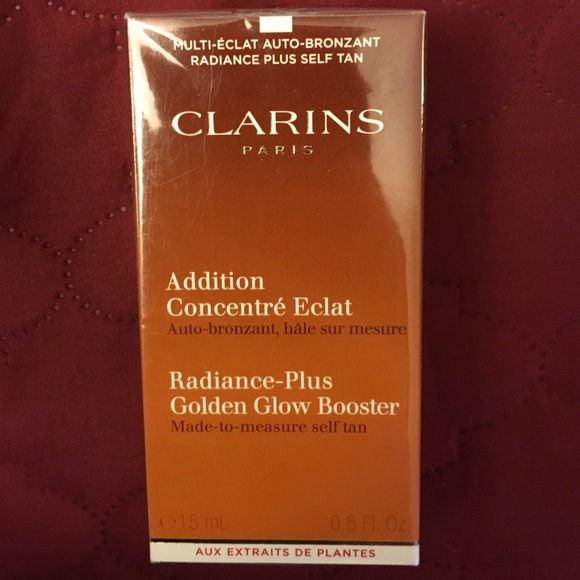 MULTI-ÉCLAT AUTO-BRONZANT
RADIANCE PLUS SELF TAN
CLARINS
PARIS
Addition
Concentré Eclat
Auto-bronzant, hâle sur mesure
Radiance-Plus
Golden Glow Booster
Made-to-measure self tan
℮15 mL 0.5 Fl. Oz.
AUX EXTRAITS DE PLANTES